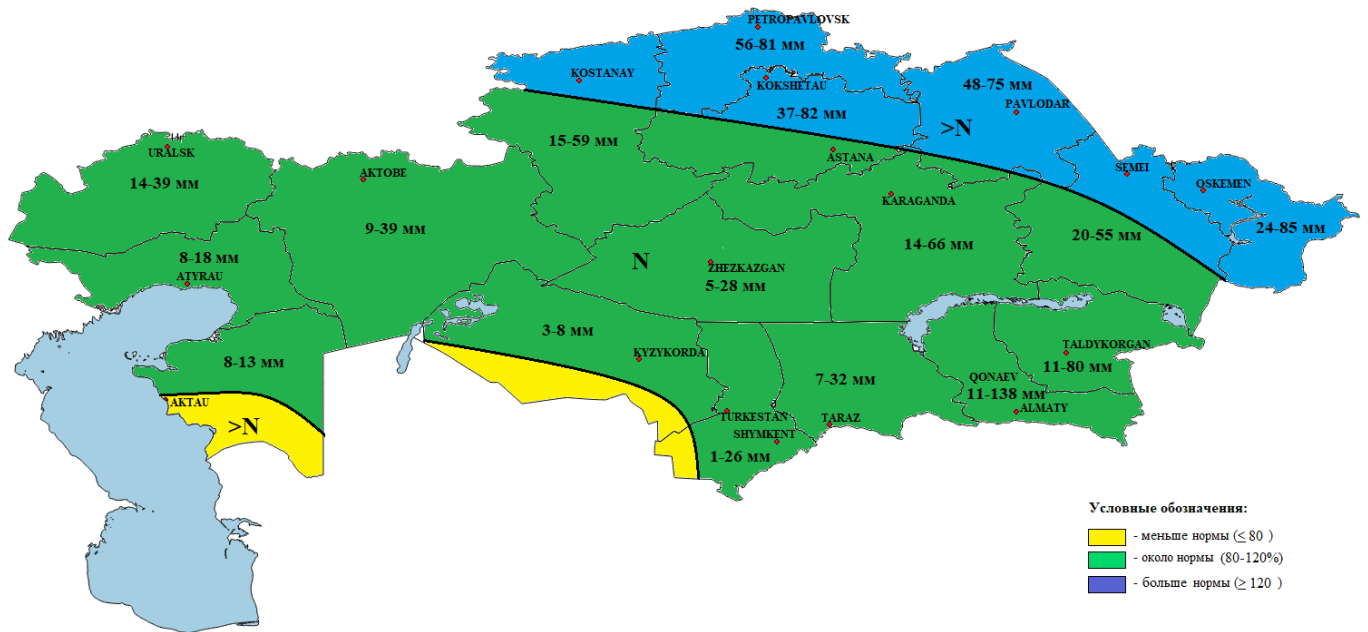 PETROPAVLOVSK
56-81 мм
KOSTANAY
KOKSHETAU
48-75 мм
PAVLODAR
37-82 мм
>N
15-59 мм
ASTANA
URALSK
14-39 мм
AKTOBE
SEMEI
OSKEMEN
KARAGANDA
9-39 мм
24-85 мм
20-55 мм
14-66 мм
8-18 мм
ATYRAU
N
ZHEZKAZGAN
5-28 мм
3-8 мм
KYZYKORDA
8-13 мм
TALDYKORGAN
11-80 мм
7-32 мм
QONAEV
11-138 мм
AKTAU
>N
TURKESTAN
TARAZ
ALMATY
SHYMKENT
1-26 мм
Условные обозначения:
- меньше нормы (≤ 80 )
- около нормы (80-120%)
- больше нормы (≥ 120 )